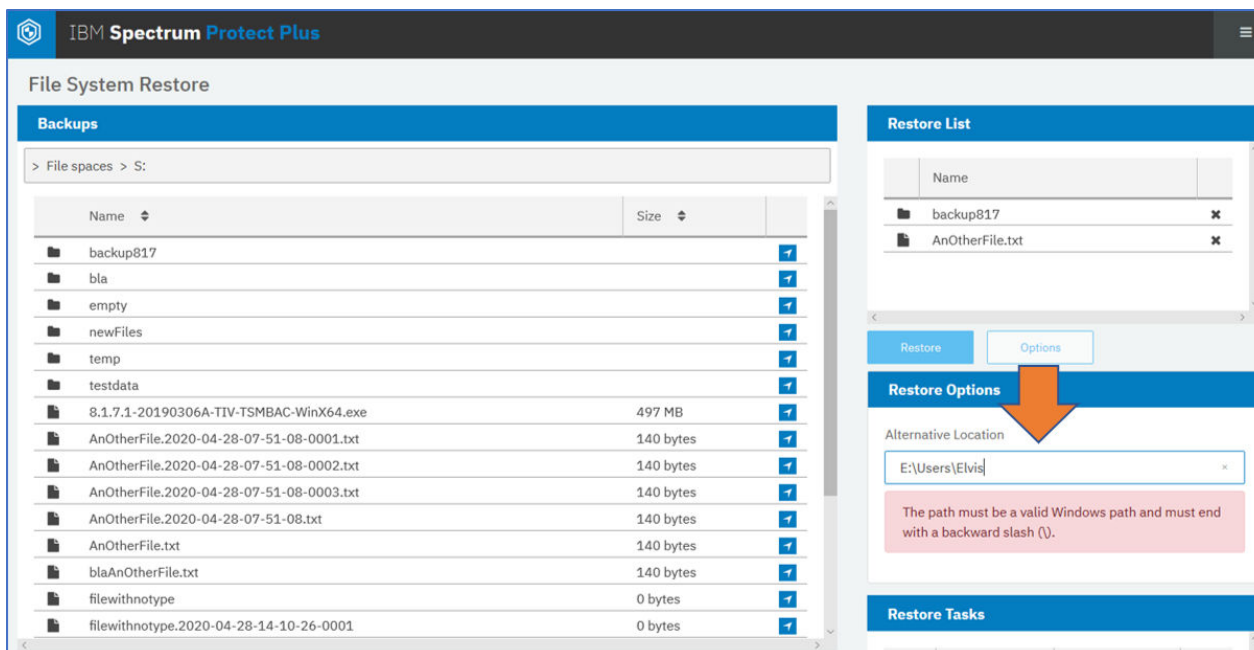 IBM Spectrum Protect Plus
File System Restore
Backups
> File spaces > S:
Name Size
backup817
bla
empty
newFiles
temp
testdata
8.1.7.1-20190306A-TIV-TSMBAC-WinX64.exe 497 MB
AnOtherFile.2020-04-28-07-51-08-0001.txt 140 bytes
AnOtherFile.2020-04-28-07-51-08-0002.txt 140 bytes
AnOtherFile.2020-04-28-07-51-08-0003.txt 140 bytes
AnOtherFile.2020-04-28-07-51-08.txt 140 bytes
AnOtherFile.txt 140 bytes
blaAnOtherFile.txt 140 bytes
filewithnotype 0 bytes
filewithnotype.2020-04-28-14-10-26-0001 0 bytes
Restore List
Name
backup817
AnOtherFile.txt
Restore Options
Restore Options
Alternative Location
E:\Users\Elvis
The path must be a valid Windows path and must end
with a backward slash (\).
Restore Tasks